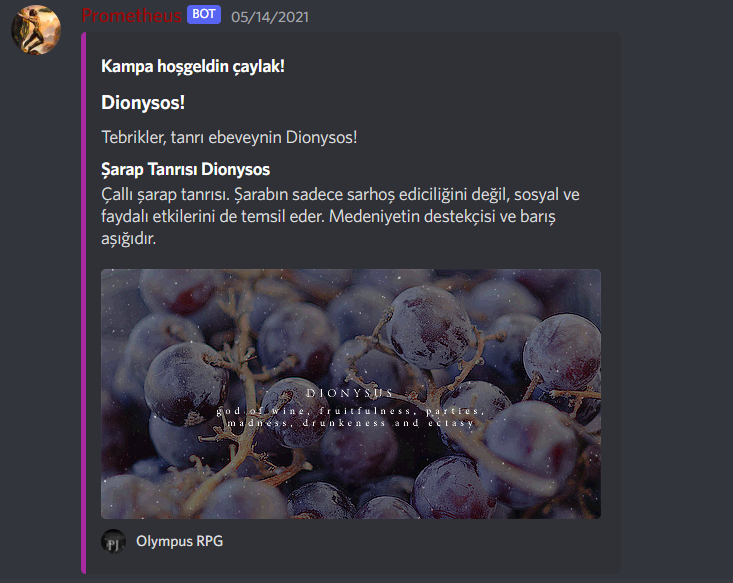 Prometheus BOT 05/14/2021
Kampa hoşgeldin çaylak!
Dionysos!
Tebrikler, tanrı ebeveynin Dionysos!
Şarap Tanrısı Dionysos
Çallı şarap tanrısı. Şarabın sadece sarhoş ediciliğini değil, sosyal ve
faydalı etkilerini de temsil eder. Medeniyetin destekçisi ve barış
aşığıdır.
DIONYSUS
god of wine, fruitfulness, parties,
madness, drunkeness and ectasy
PJ Olympus RPG